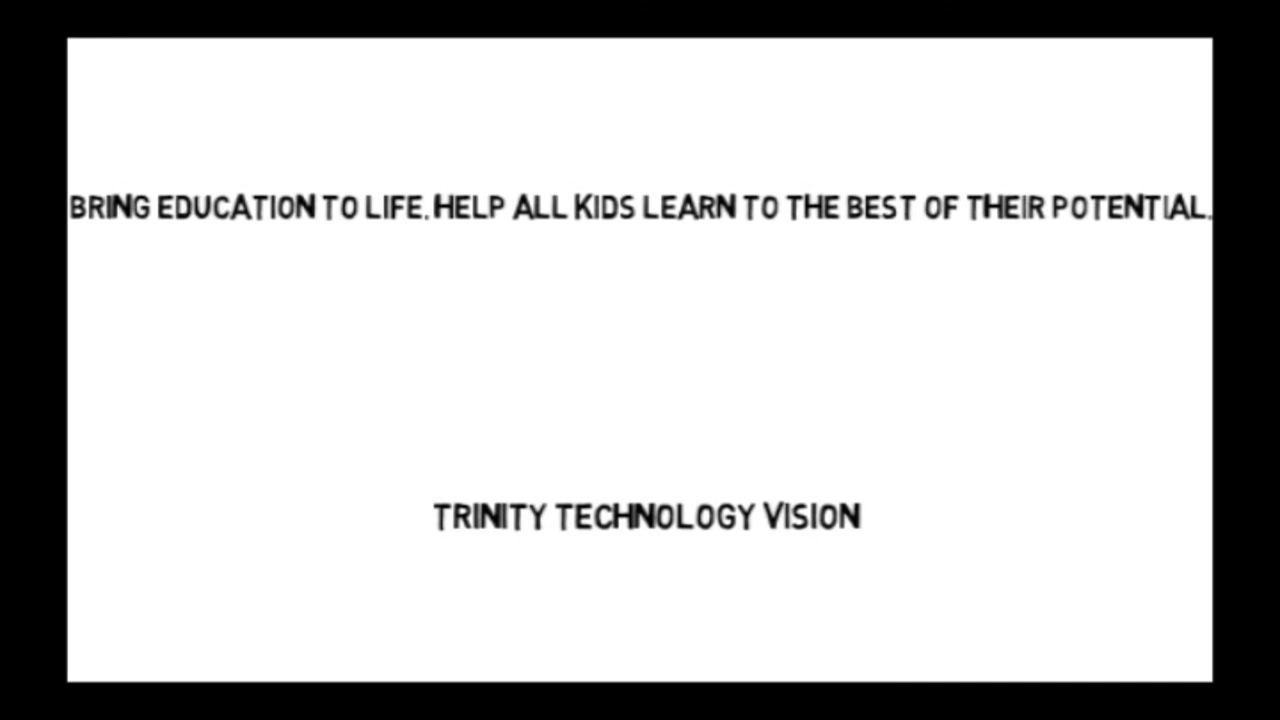 BRING EDUCATION TO LIFE. HELP ALL KIDS LEARN TO THE BEST OF THEIR POTENTIAL.
TRINITY TECHNOLOGY VISION